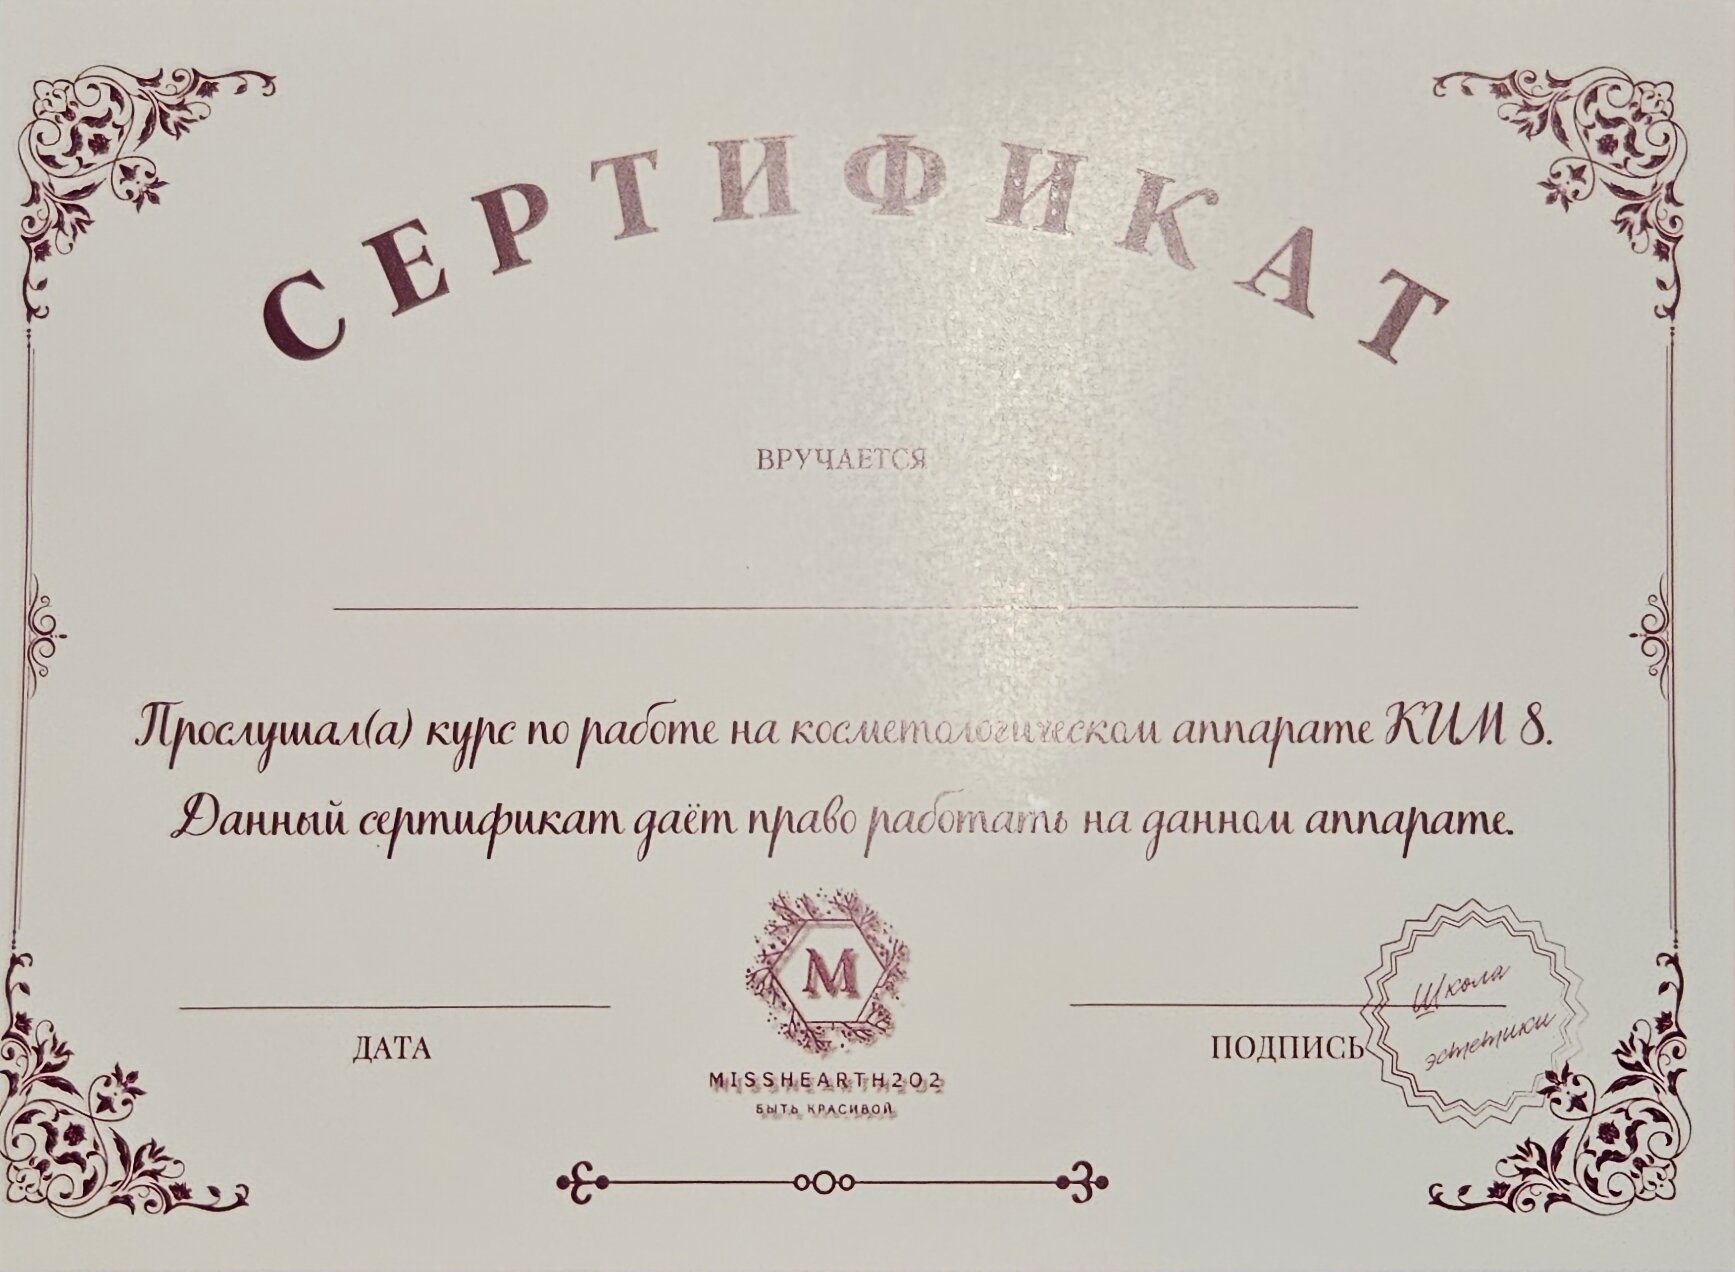 СЕРТИФИКАТ
ВРУЧАЕТСЯ
Прослушал(а) курс по работе на косметологическом аппарате КИМ 8.
Данный сертификат даёт право работать на данном аппарате.
М
ДАТА
ПОДПИСЬ
Школа
эстетики
MISSHEARTH202
БЫТЬ КРАСИВОЙ